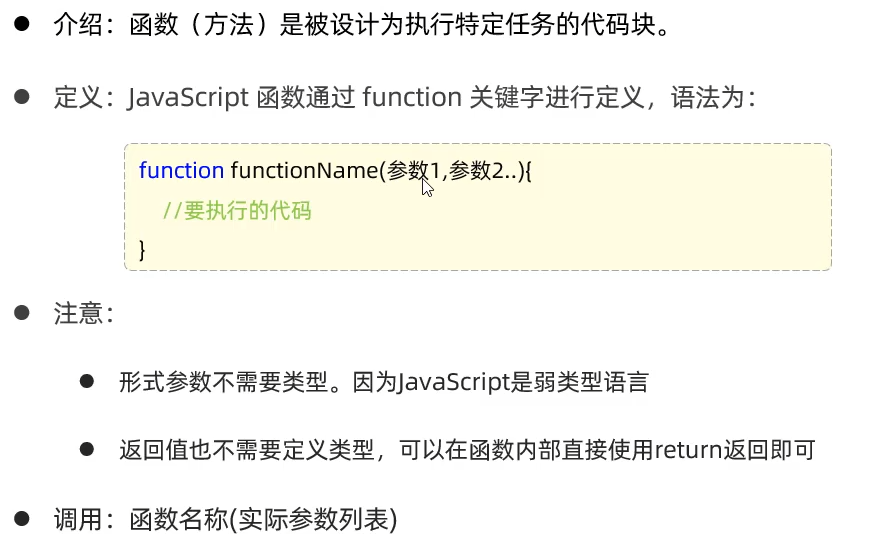 介绍：函数（方法）是被设计为执行特定任务的代码块。
定义：JavaScript 函数通过 function 关键字进行定义，语法为：
function functionName(参数1,参数2..){
//要执行的代码
}
注意：
形式参数不需要类型。因为JavaScript是弱类型语言
返回值也不需要定义类型，可以在函数内部直接使用return返回即可
调用：函数名称(实际参数列表)